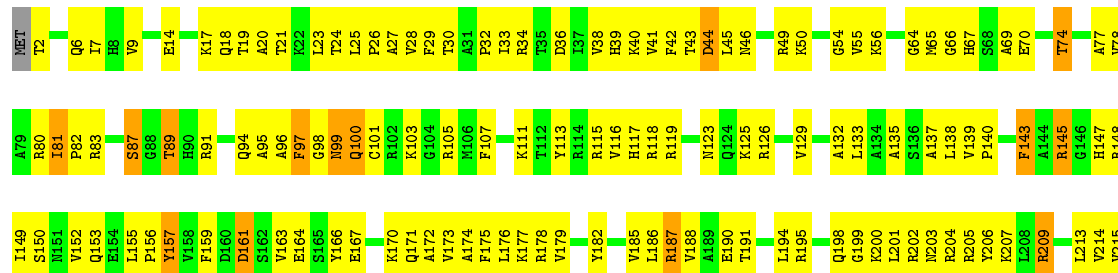 MET T2 Q6 I7 H8 V9 E14 K17 Q18 T19 A20 T21 K22 L23 T24 L25 P26 A27 V28 F29 T30 A31 P32 I33 R34 T35 D36 I37 V38 H39 K40 V41 F42 T43 D44 L45 N46 R49 K50 G54 V55 K56 G64 M65 G66 H67 S68 A69 E70 T74 A77 V78
A79 R80 I81 P82 R83 S87 G88 T89 H90 R91 Q94 A95 A96 F97 G98 N99 Q100 C101 R102 K103 G104 R105 M106 F107 K111 T112 Y113 R114 R115 V116 H117 R118 R119 N123 Q124 K125 R126 V129 A132 L133 A134 A135 S136 A137 L138 V139 P140 F143 A144 R145 G146 H147 R148
I149 S150 N151 V152 Q153 E154 L155 P156 Y157 V158 F159 D160 D161 S162 V163 E164 S165 Y166 E167 K170 Q171 A172 V173 A174 F175 L176 K177 R178 V179 Y182 V185 L186 R187 V188 A189 E190 T191 L194 R195 Q198 G199 K200 L201 R202 N203 R204 R205 Y206 K207 L208 R209 L213 V214